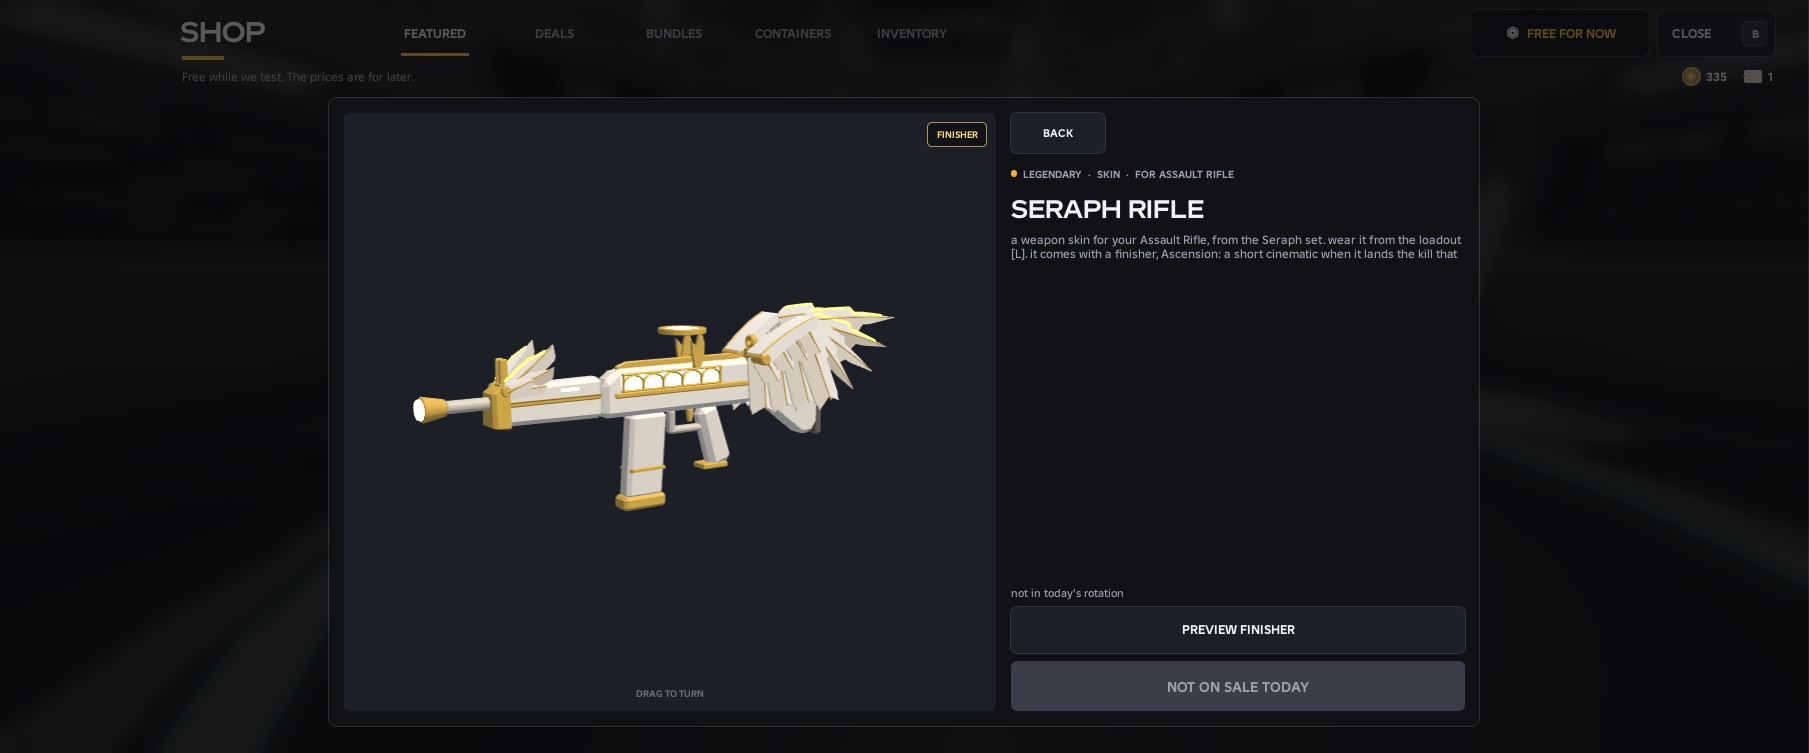 SHOP
FEATURED
DEALS
BUNDLES
CONTAINERS
INVENTORY
FREE FOR NOW
CLOSE
B
Free while we test. The prices are for later.
335
1
FINISHER
BACK
LEGENDARY · SKIN · FOR ASSAULT RIFLE
SERAPH RIFLE
a weapon skin for your Assault Rifle, from the Seraph set. wear it from the loadout
[L]. it comes with a finisher, Ascension: a short cinematic when it lands the kill that
not in today's rotation
PREVIEW FINISHER
NOT ON SALE TODAY
DRAG TO TURN